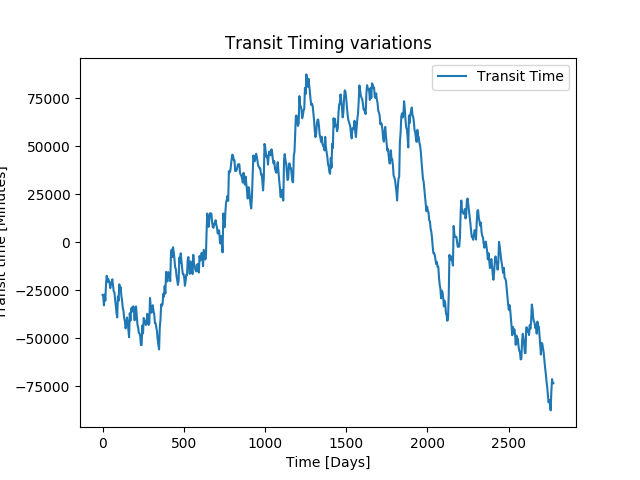 Transit Timing variations
Transit Time
75000
50000
25000
0
−25000
−50000
−75000
Transit time [Minutes]
0 500 1000 1500 2000 2500
Time [Days]